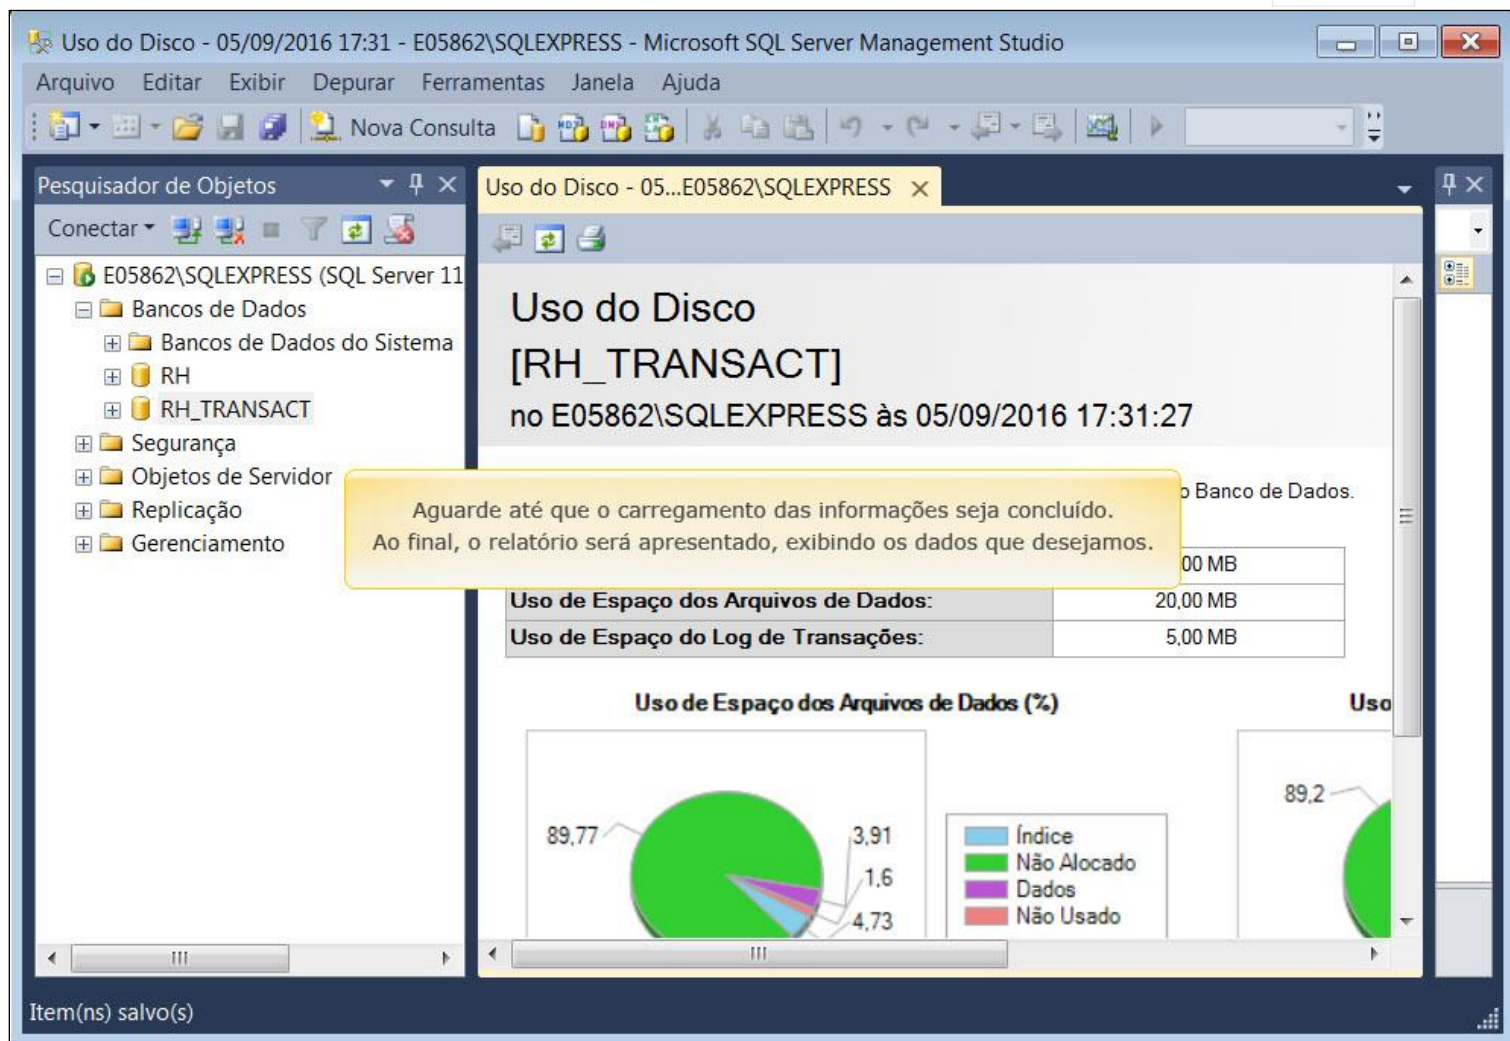 Uso do Disco - 05/09/2016 17:31 - E05862\SQLEXPRESS - Microsoft SQL Server Management Studio
Arquivo Editar Exibir Depurar Ferramentas Janela Ajuda
Nova Consulta
Pesquisador de Objetos
Conectar
E05862\SQLEXPRESS (SQL Server 11
Bancos de Dados
Bancos de Dados do Sistema
RH
RH_TRANSACT
Segurança
Objetos de Servidor
Replicação
Gerenciamento
Uso do Disco - 05...E05862\SQLEXPRESS
Uso do Disco
[RH_TRANSACT]
no E05862\SQLEXPRESS às 05/09/2016 17:31:27
o Banco de Dados.
Aguarde até que o carregamento das informações seja concluído.
Ao final, o relatório será apresentado, exibindo os dados que desejamos.
00 MB
Uso de Espaço dos Arquivos de Dados: 20,00 MB
Uso de Espaço do Log de Transações: 5,00 MB
Uso de Espaço dos Arquivos de Dados (%)
Uso
89,77
3,91
1,6
4,73
Índice
Não Alocado
Dados
Não Usado
89,2
Item(ns) salvo(s)